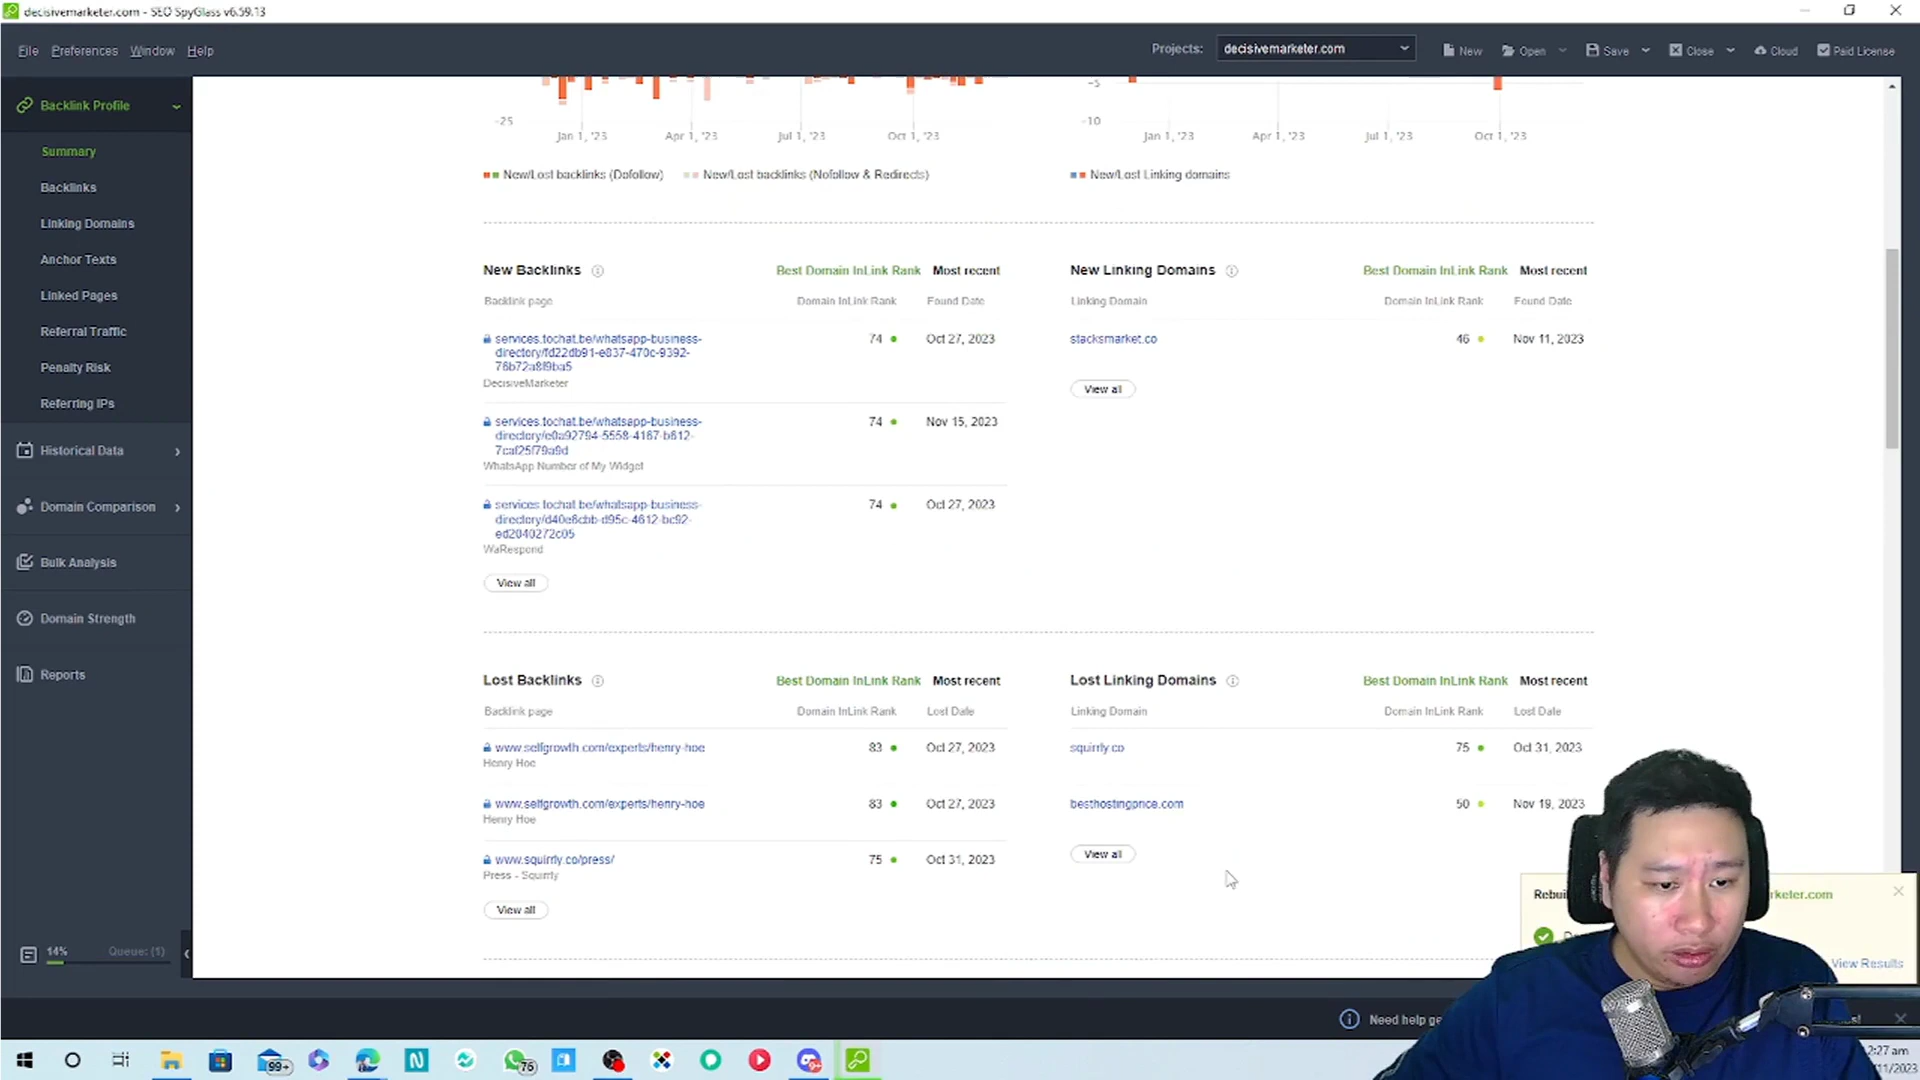 decisivemarketer.com - SEO SpyGlass v6.59.13
File Preferences Window Help
Projects: decisivemarketer.com
New Open Save Close Cloud Paid License
Backlink Profile
Summary
Backlinks
Linking Domains
Anchor Texts
Linked Pages
Referral Traffic
Penalty Risk
Referring IPs
Historical Data
Domain Comparison
Bulk Analysis
Domain Strength
Reports
14% Queue: (1)
-25
Jan 1, '23 Apr 1, '23 Jul 1, '23 Oct 1, '23
New/Lost backlinks (Dofollow) New/Lost backlinks (Nofollow & Redirects)
-5
-10
Jan 1, '23 Apr 1, '23 Jul 1, '23 Oct 1, '23
New/Lost Linking domains
New Backlinks Best Domain InLink Rank Most recent
Backlink page Domain InLink Rank Found Date
services.tochat.be/whatsapp-business- 74 Oct 27, 2023
directory/fd22db91-e837-470c-9392-
76b72a8f9ba5
DecisiveMarketer
services.tochat.be/whatsapp-business- 74 Nov 15, 2023
directory/e0a92794-5558-4167-b612-
7caf25f79a9d
WhatsApp Number of My Widget
services.tochat.be/whatsapp-business- 74 Oct 27, 2023
directory/d40e6cbb-d95c-4612-bc92-
ed2040272c05
WaRespond
View all
New Linking Domains Best Domain InLink Rank Most recent
Linking Domain Domain InLink Rank Found Date
stacksmarket.co 46 Nov 11, 2023
View all
Lost Backlinks Best Domain InLink Rank Most recent
Backlink page Domain InLink Rank Lost Date
www.selfgrowth.com/experts/henry-hoe 83 Oct 27, 2023
Henry Hoe
www.selfgrowth.com/experts/henry-hoe 83 Oct 27, 2023
Henry Hoe
www.squirrly.co/press/ 75 Oct 31, 2023
Press - Squirrly
View all
Lost Linking Domains Best Domain InLink Rank Most recent
Linking Domain Domain InLink Rank Lost Date
squirrly.co 75 Oct 31, 2023
besthostingprice.com 50 Nov 19, 2023
View all
View Results
Need help
99+
76
2:27 am